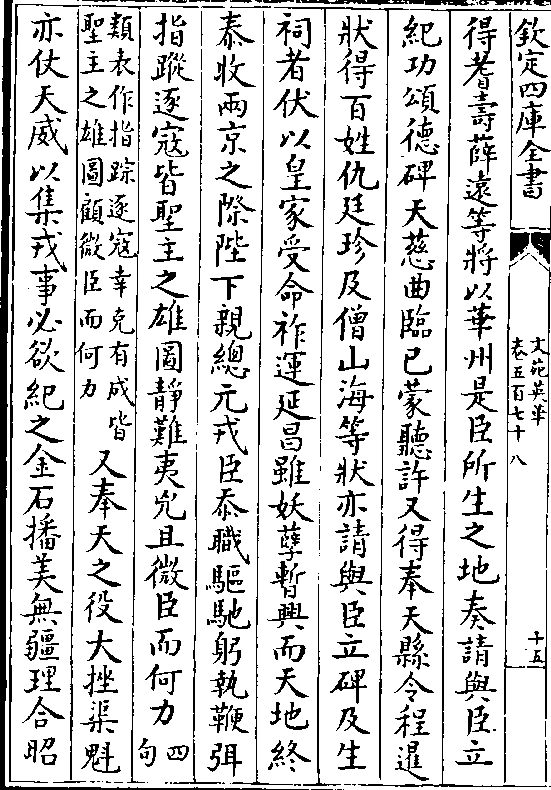 欽定四庫全書
文苑英華
卷五百七十八
十五
得耆壽薛遠等將以華州是臣所生之地奏請與臣立
紀功頌德碑天慈曲臨已蒙聽許又得奉天縣令程暹
狀得百姓仇廷珍及僧山海等狀亦請與臣立碑及生
祠者伏以皇家受命祚運延昌雖妖孽暫興而天地終
泰收兩京之際陛下親總元戎臣忝職驅馳躬執鞭弭
指蹤逐寇皆聖主之雄圖靜難夷兇且微臣而何力四句
類表作指踪逐寇幸克有成皆
聖主之雄圖顧微臣而何力
又奉天之役大挫渠魁
亦仗天威以集戎事必欲紀之金石播美無疆理合昭